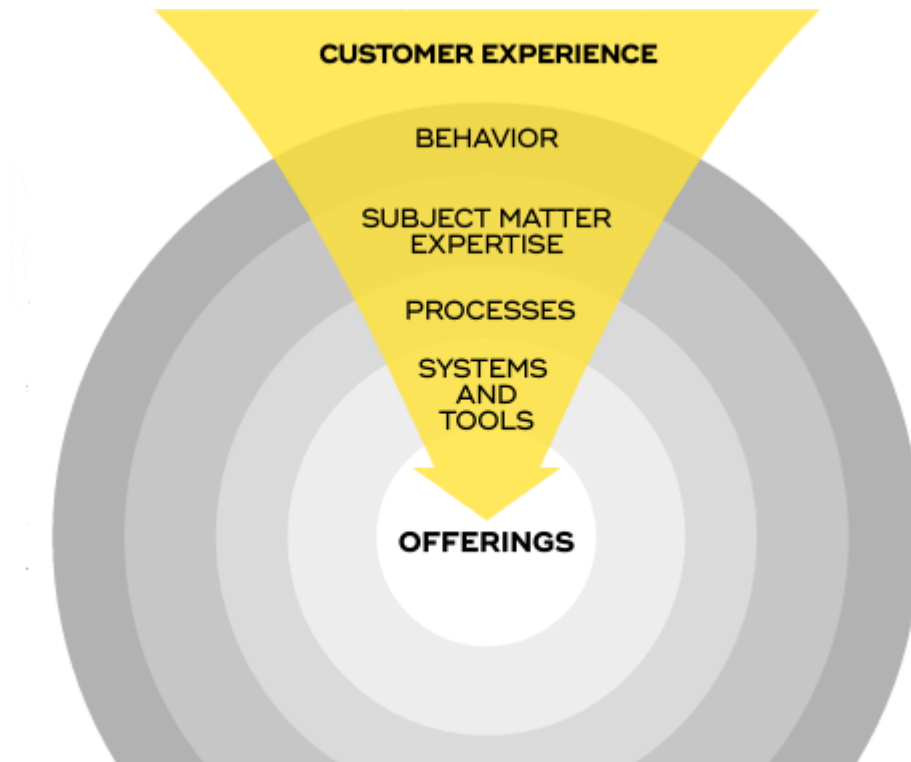 CUSTOMER EXPERIENCE
BEHAVIOR
SUBJECT MATTER
EXPERTISE
PROCESSES
SYSTEMS
AND
TOOLS
OFFERINGS